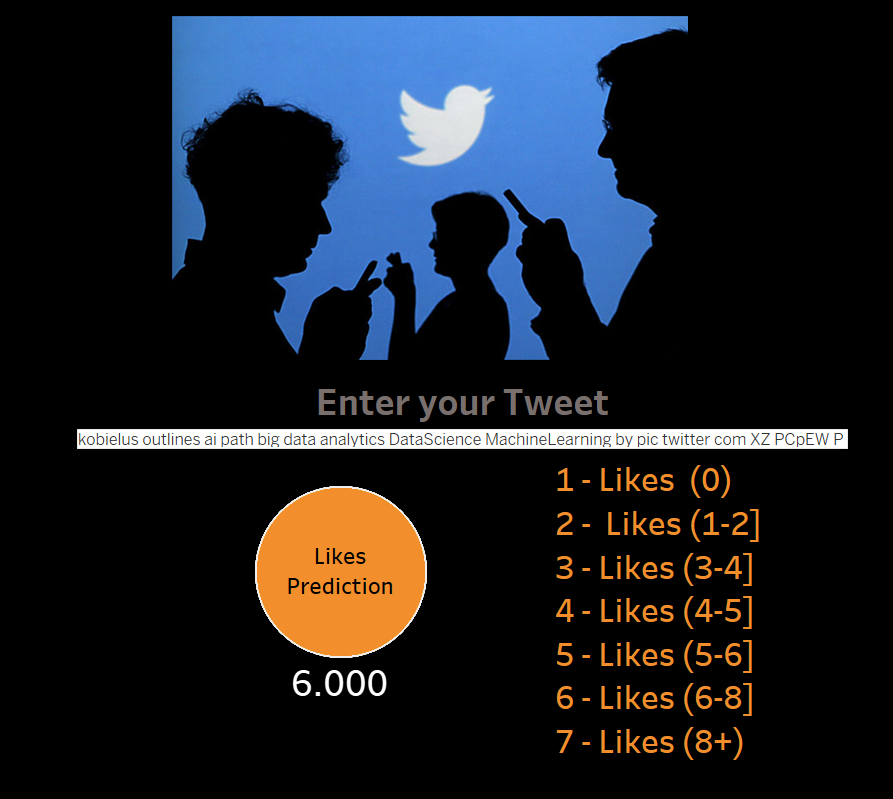 Enter your Tweet
kobielus outlines ai path big data analytics DataScience MachineLearning by pic twitter com XZ PCpEW P
Likes
Prediction
6.000
1 - Likes (0)
2 - Likes (1-2]
3 - Likes (3-4]
4 - Likes (4-5]
5 - Likes (5-6]
6 - Likes (6-8]
7 - Likes (8+)